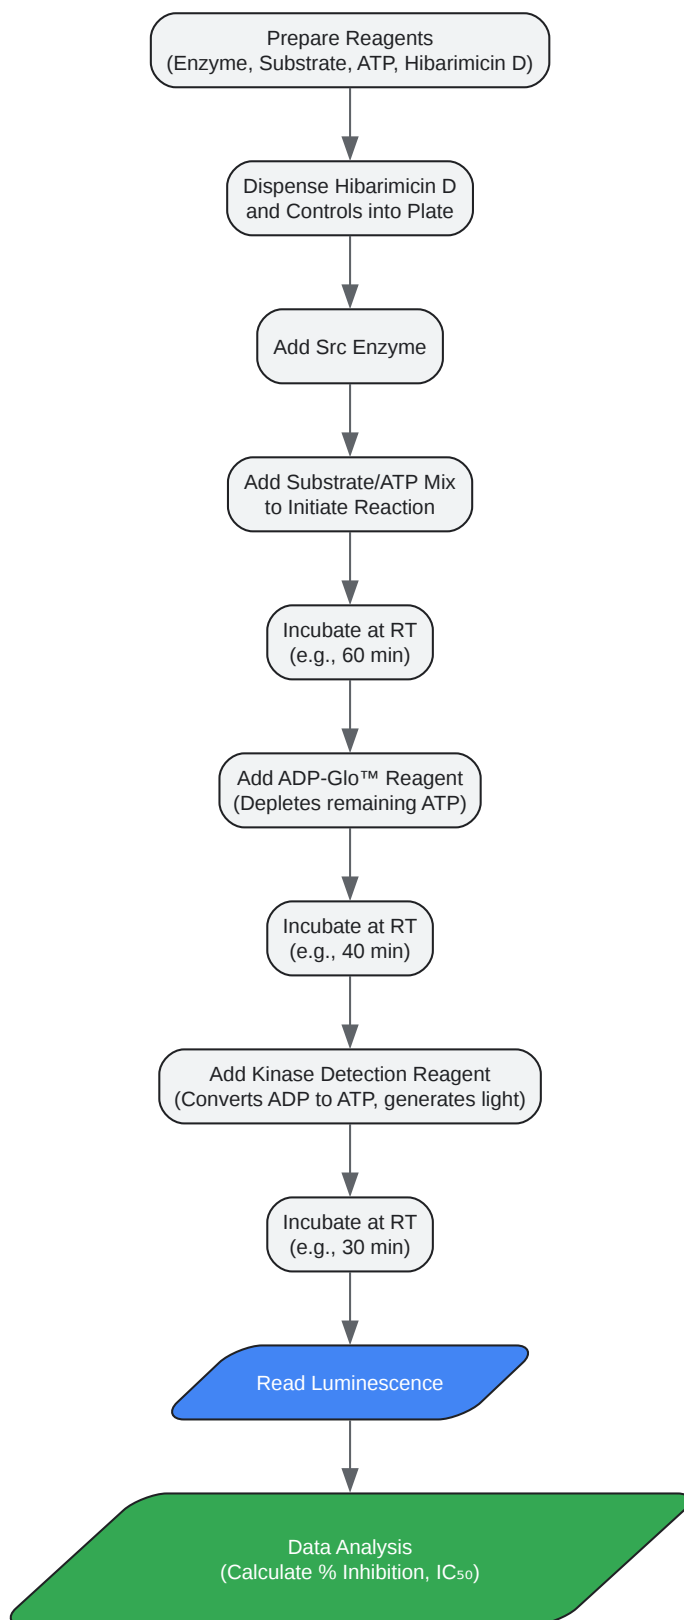 Prepare Reagents
(Enzyme, Substrate, ATP, Hibarimicin D)
Dispense Hibarimicin D
and Controls into Plate
Add Src Enzyme
Add Substrate/ATP Mix
to Initiate Reaction
Incubate at RT
(e.g., 60 min)
Add ADP-Glo™ Reagent
(Depletes remaining ATP)
Incubate at RT
(e.g., 40 min)
Add Kinase Detection Reagent
(Converts ADP to ATP, generates light)
Incubate at RT
(e.g., 30 min)
Read Luminescence
Data Analysis
(Calculate % Inhibition, IC₅₀)